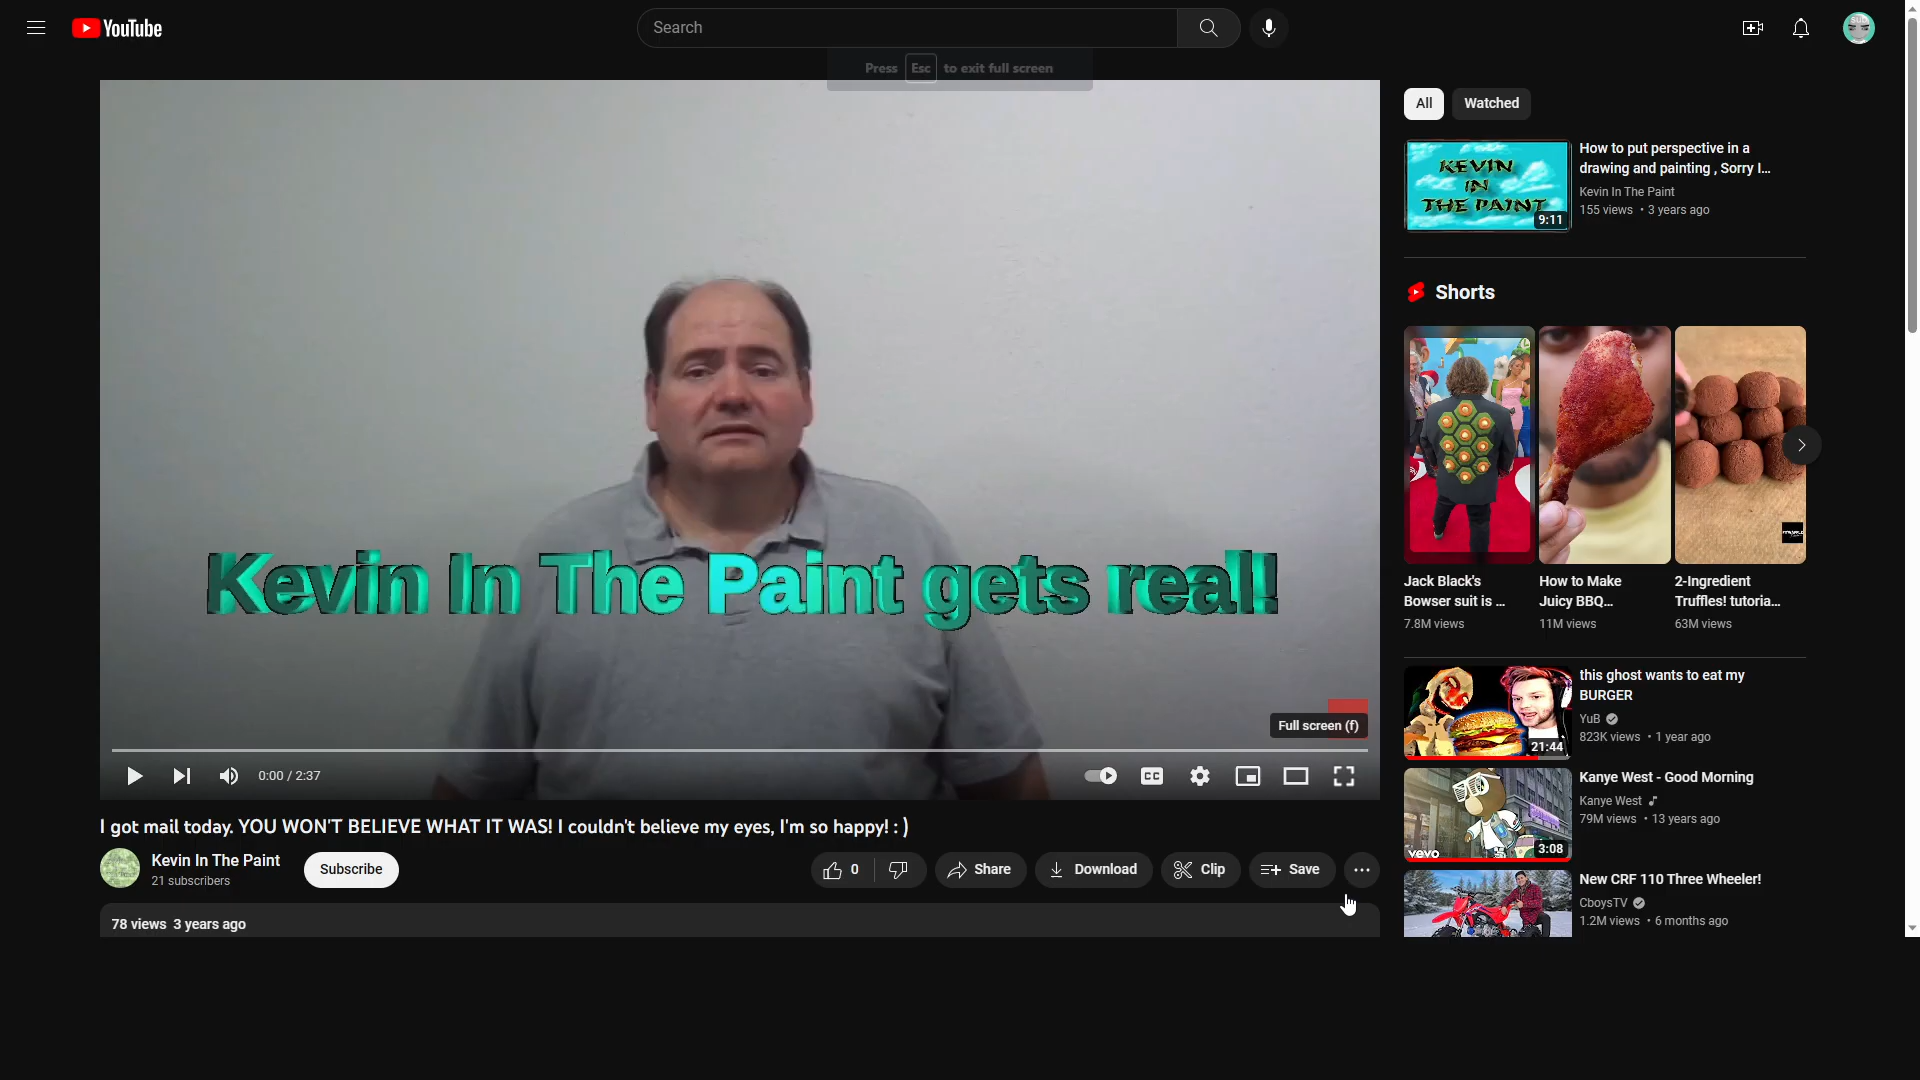 YouTube
Search
Press Esc to exit full screen
Kevin In The Paint gets real!
Full screen (f)
0:00 / 2:37
CC
I got mail today. YOU WON'T BELIEVE WHAT IT WAS! I couldn't believe my eyes, I'm so happy! : )
Kevin In The Paint
21 subscribers
Subscribe
0
Share
Download
Clip
Save
78 views 3 years ago
All
Watched
KEVIN
IN
THE PAINT
9:11
How to put perspective in a
drawing and painting , Sorry I...
Kevin In The Paint
155 views • 3 years ago
Shorts
Jack Black's
Bowser suit is ...
7.8M views
How to Make
Juicy BBQ...
11M views
2-Ingredient
Truffles! tutoria...
63M views
21:44
this ghost wants to eat my
BURGER
YuB
823K views • 1 year ago
vevo
3:08
Kanye West - Good Morning
Kanye West
79M views • 13 years ago
New CRF 110 Three Wheeler!
CboysTV
1.2M views • 6 months ago